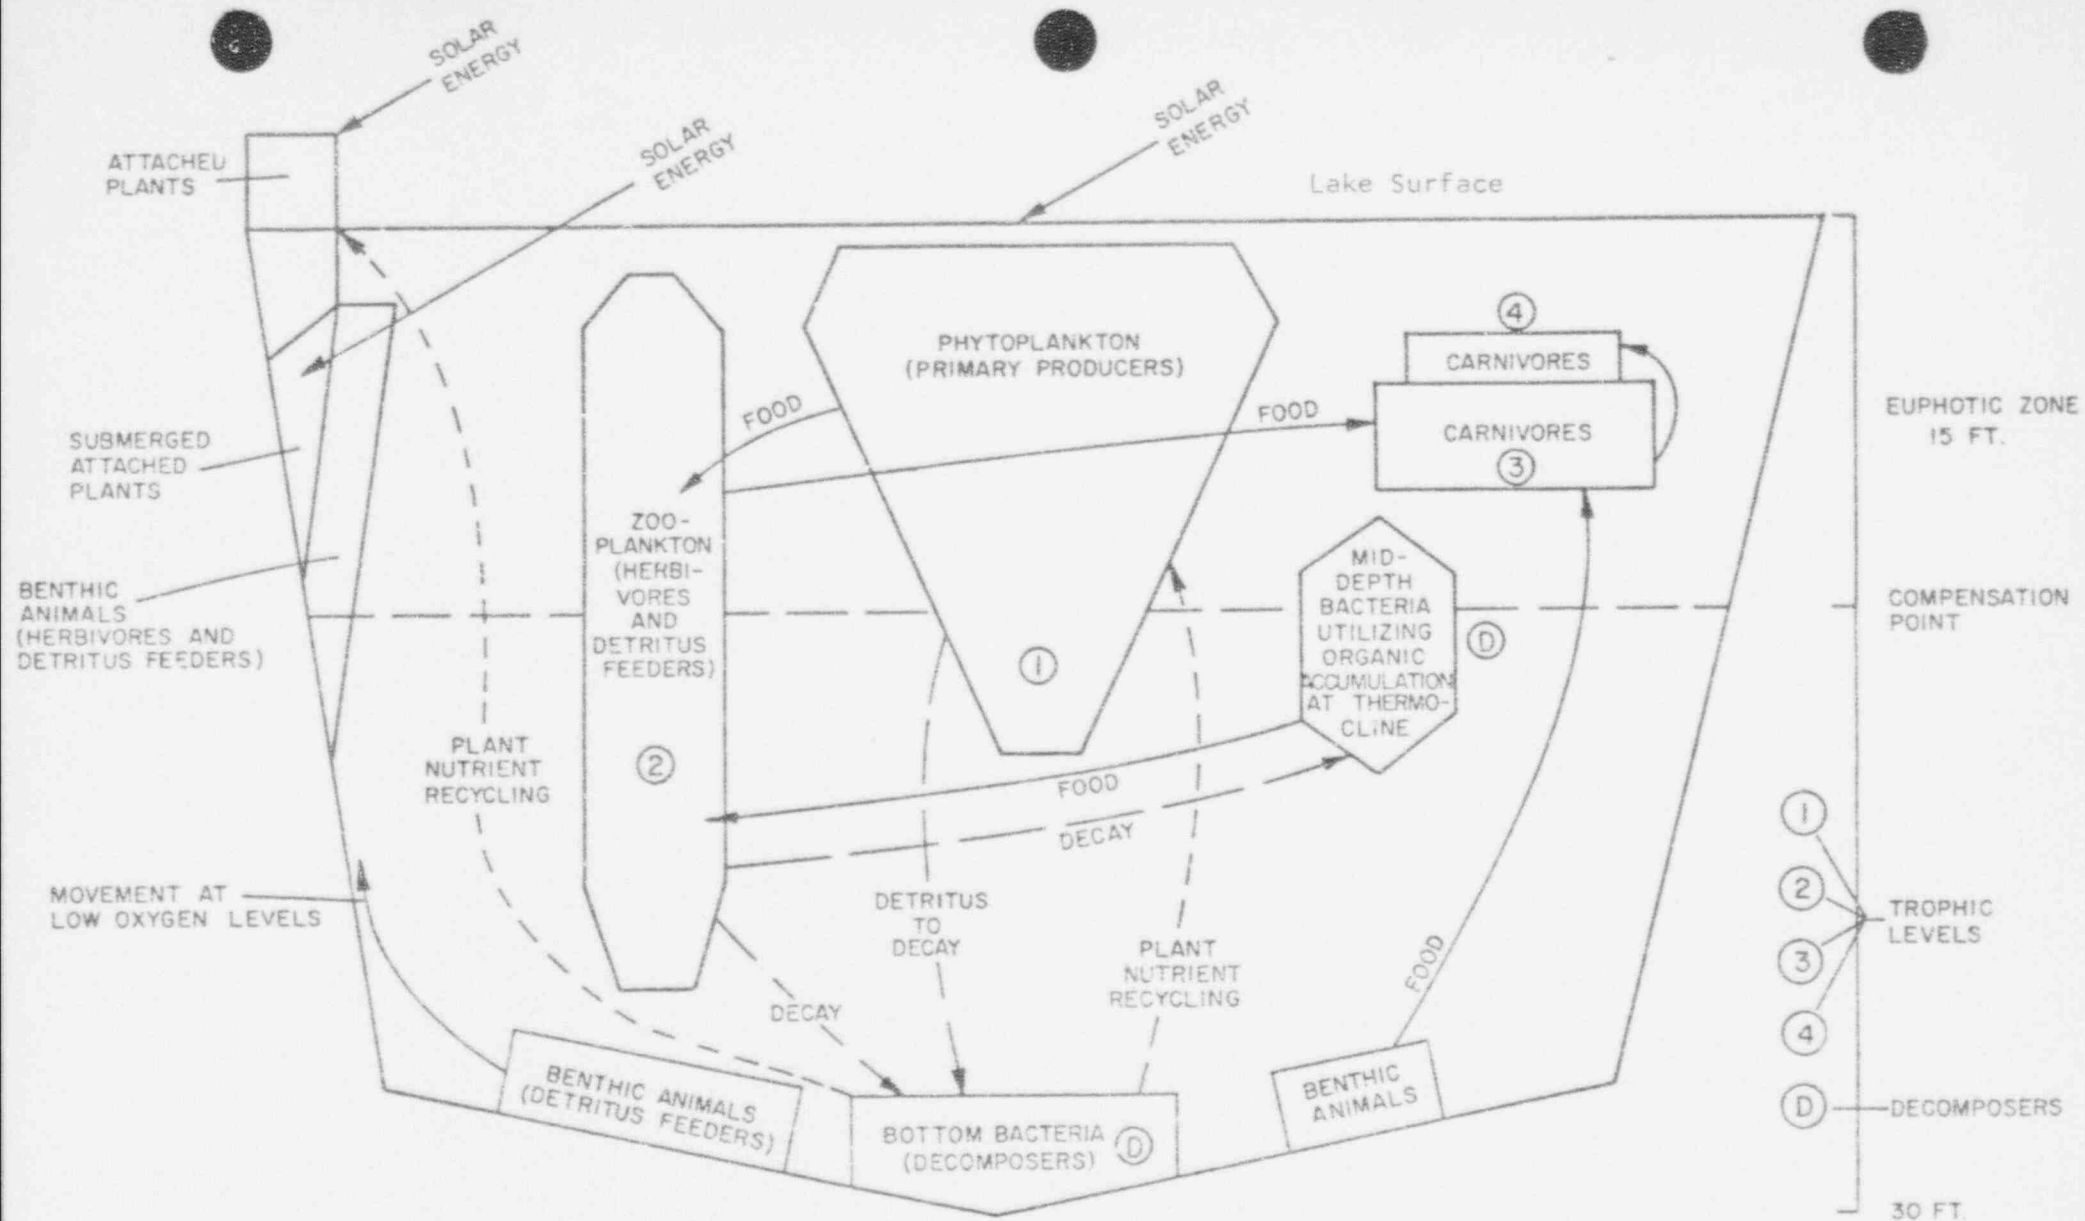 SOLAR
ENERGY
SOLAR
ENERGY
SOLAR
ENERGY
Lake Surface
ATTACHED
PLANTS
SUBMERGED
ATTACHED
PLANTS
BENTHIC
ANIMALS
(HERBIVORES AND
DETRITUS FEEDERS)
MOVEMENT AT
LOW OXYGEN LEVELS
PLANT
NUTRIENT
RECYCLING
ZOO-
PLANKTON
(HERBI-
VORES
AND
DETRITUS
FEEDERS)
2
FOOD
PHYTOPLANKTON
(PRIMARY PRODUCERS)
1
FOOD
4
CARNIVORES
CARNIVORES
3
MID-
DEPTH
BACTERIA
UTILIZING
ORGANIC
ACCUMULATION
AT THERMO-
CLINE
D
FOOD
DECAY
DETRITUS
TO
DECAY
DECAY
PLANT
NUTRIENT
RECYCLING
FOOD
BENTHIC ANIMALS
(DETRITUS FEEDERS)
BOTTOM BACTERIA
(DECOMPOSERS)
D
BENTHIC
ANIMALS
EUPHOTIC ZONE
15 FT.
COMPENSATION
POINT
1
2
3
4
TROPHIC
LEVELS
D
DECOMPOSERS
30 FT.